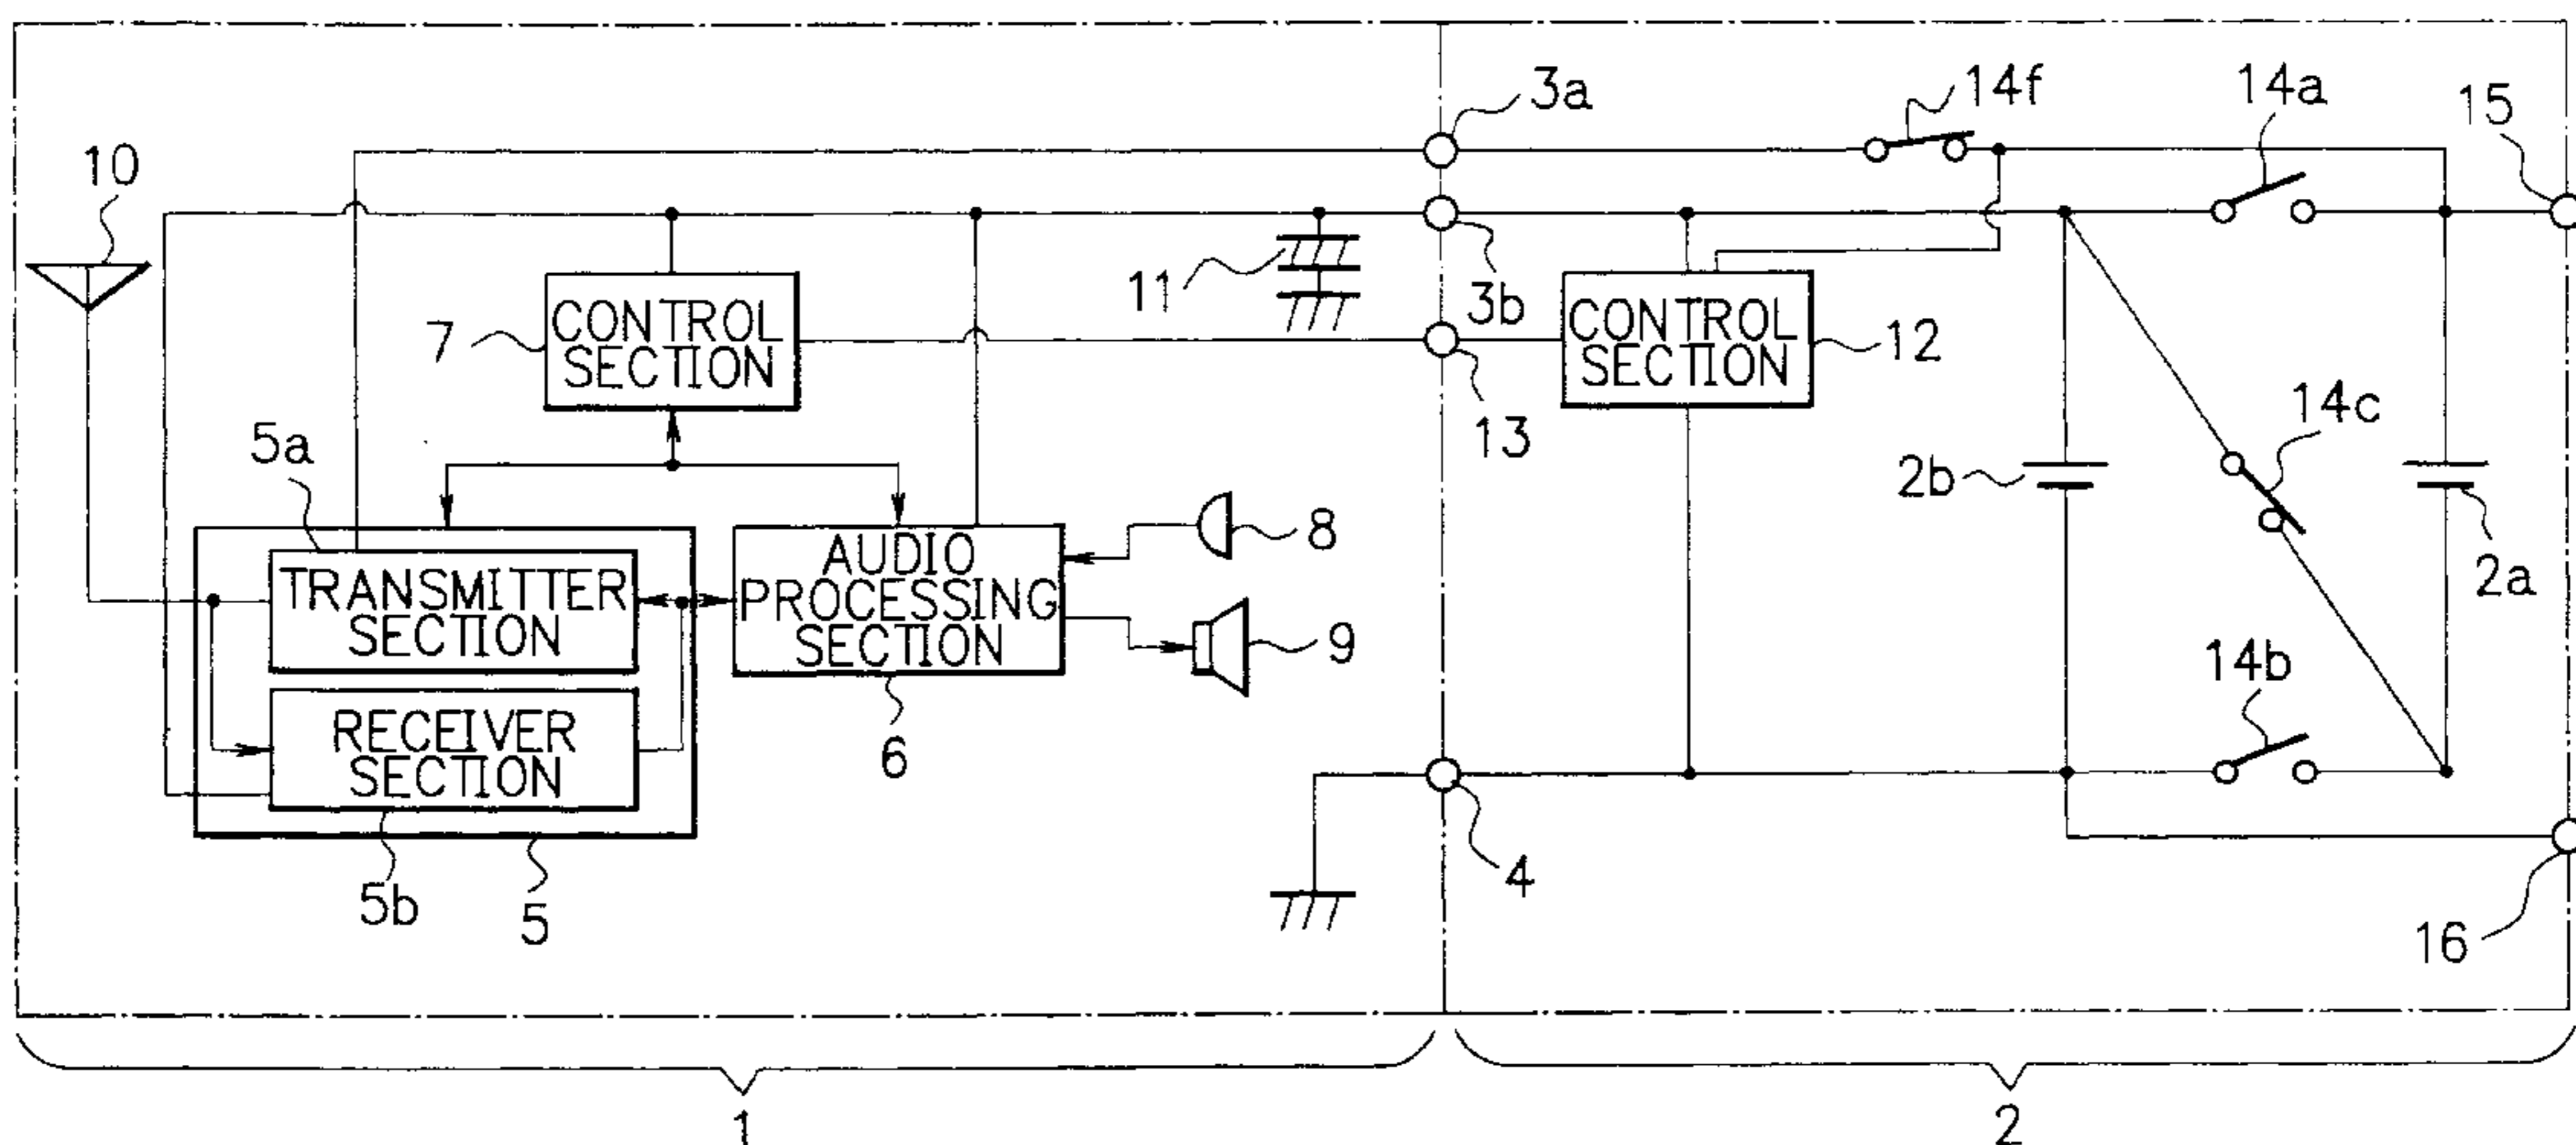 3a
14f
14a
15
10
11
3b
7
CONTROL
SECTION
CONTROL
SECTION
12
13
14c
5a
2b
2a
8
TRANSMITTER
SECTION
AUDIO
PROCESSING
SECTION
9
14b
RECEIVER
SECTION
6
4
5b
5
16
1
2